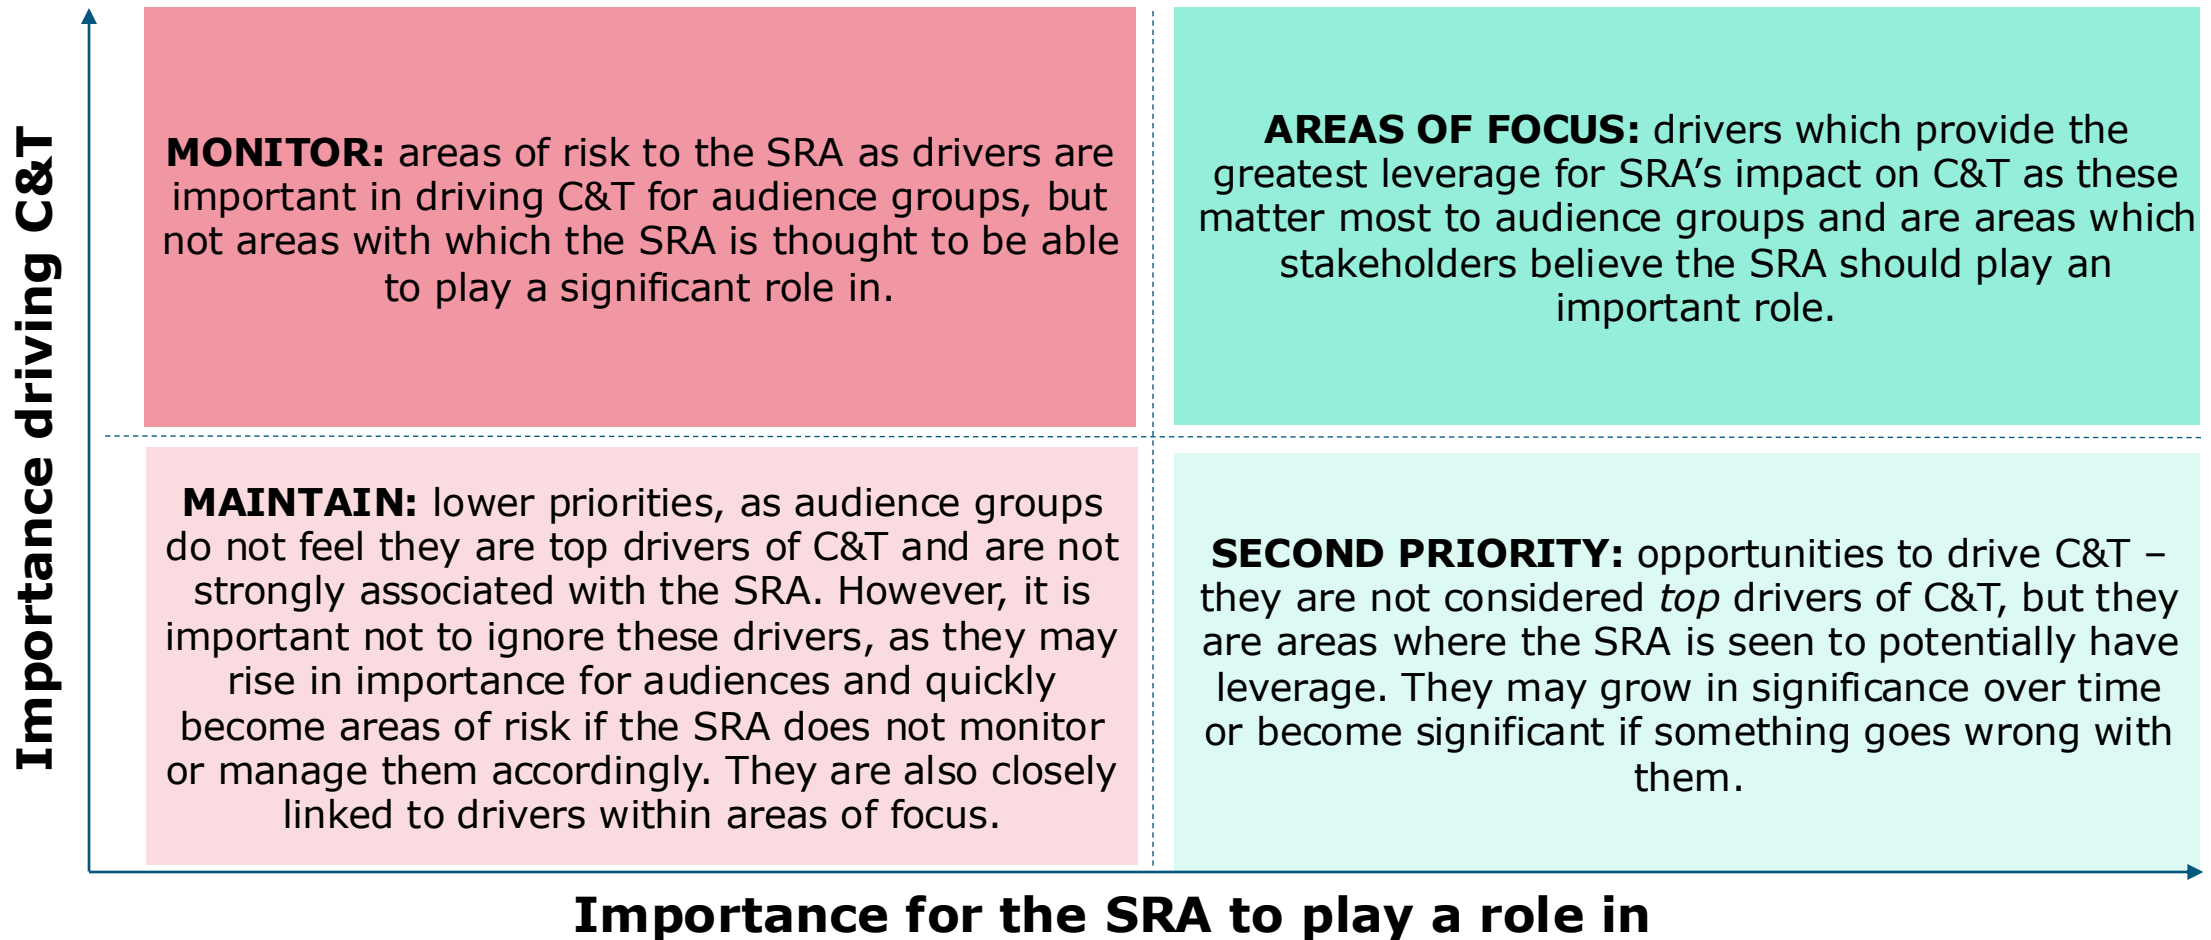 Importance driving C&T
MONITOR: areas of risk to the SRA as drivers are
important in driving C&T for audience groups, but
not areas with which the SRA is thought to be able
to play a significant role in.
AREAS OF FOCUS: drivers which provide the
greatest leverage for SRA’s impact on C&T as these
matter most to audience groups and are areas which
stakeholders believe the SRA should play an
important role.
MAINTAIN: lower priorities, as audience groups
do not feel they are top drivers of C&T and are not
strongly associated with the SRA. However, it is
important not to ignore these drivers, as they may
rise in importance for audiences and quickly
become areas of risk if the SRA does not monitor
or manage them accordingly. They are also closely
linked to drivers within areas of focus.
SECOND PRIORITY: opportunities to drive C&T –
they are not considered top drivers of C&T, but they
are areas where the SRA is seen to potentially have
leverage. They may grow in significance over time
or become significant if something goes wrong with
them.
Importance for the SRA to play a role in